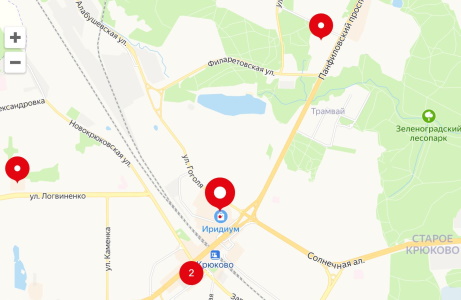 Алабушевская ул.
Панфиловский просп
Филаретовская ул.
Трамвай
Зеленоградский
лесопарк
ександровка
Новокрюковская ул.
ул. Гоголя
ул. Логвиненко
Иридиум
ул. Каменка
Крюково
Солнечная ал.
СТАРОЕ
КРЮКОВО
2